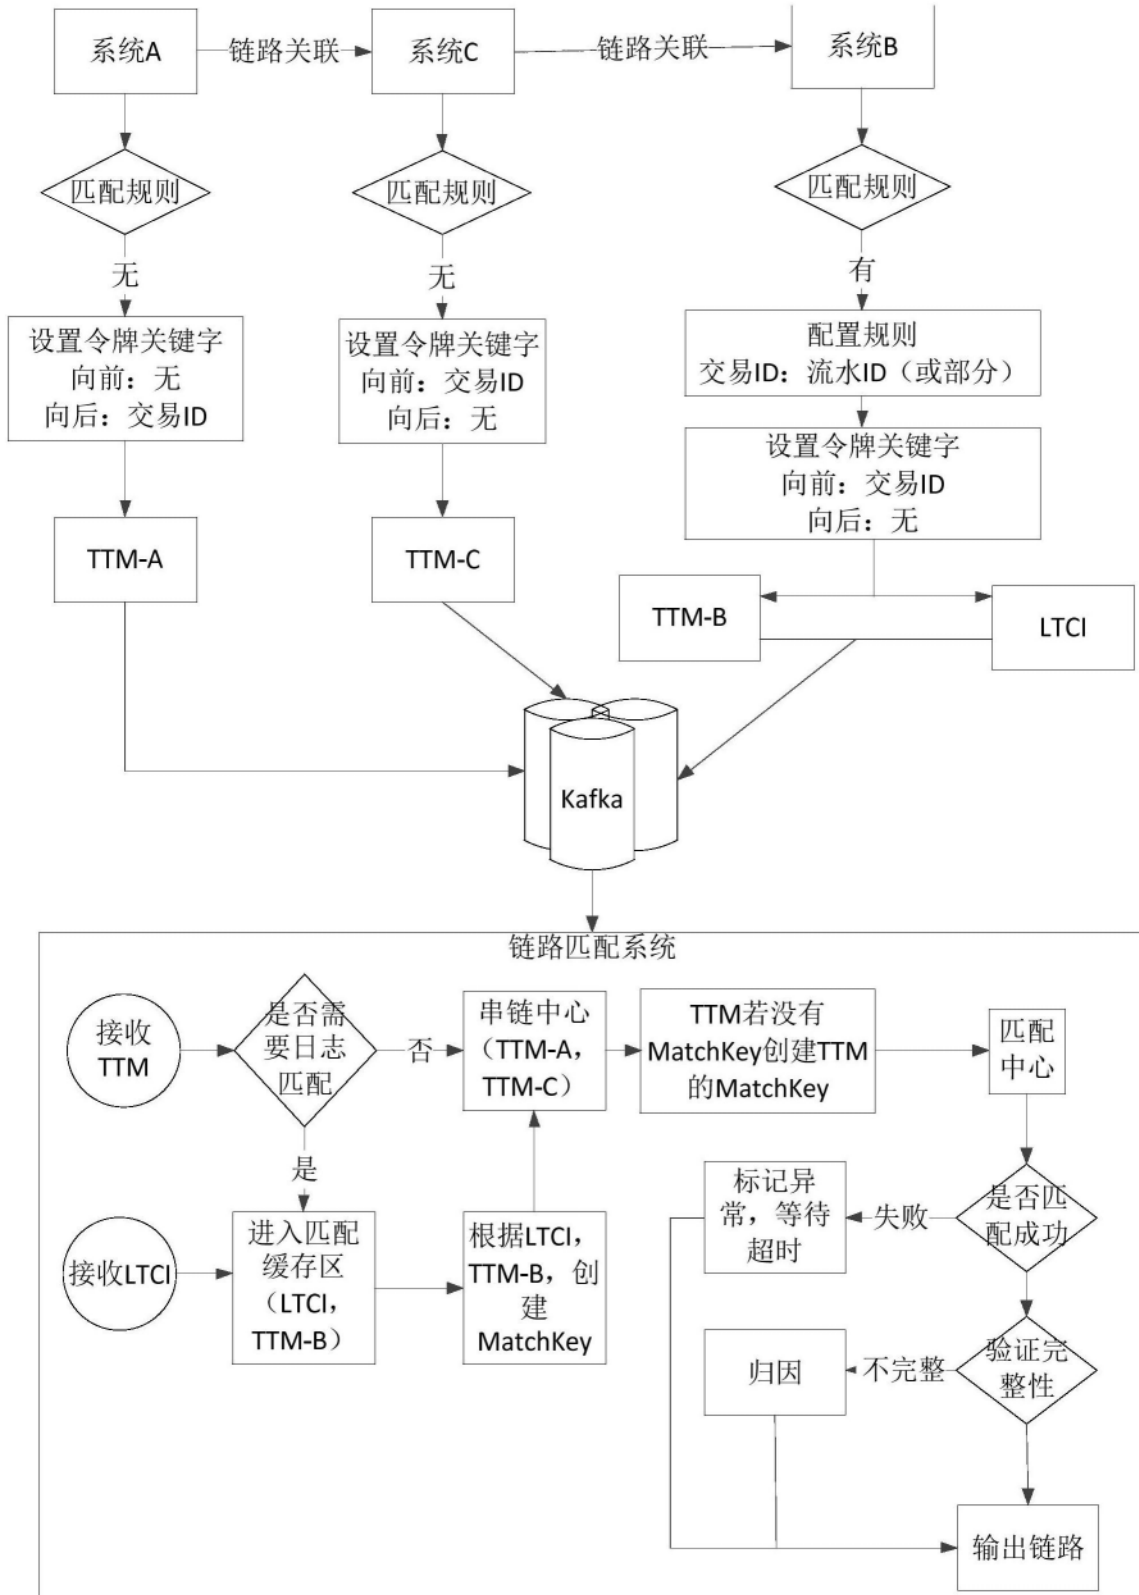 系统A
链路关联
系统C
链路关联
系统B
匹配规则
匹配规则
匹配规则
无
无
有
设置令牌关键字
向前：无
向后：交易ID
设置令牌关键字
向前：交易ID
向后：无
配置规则
交易ID：流水ID（或部分）
设置令牌关键字
向前：交易ID
向后：无
TTM-A
TTM-C
TTM-B
LTCI
Kafka
链路匹配系统
接收
TTM
是否需
要日志
匹配
否
串链中心
（TTM-A，
TTM-C）
TTM若没有
MatchKey创建TTM
的MatchKey
匹配
中心
是
接收LTCI
进入匹配
缓存区
（LTCI，
TTM-B）
根据LTCI，
TTM-B，创
建
MatchKey
标记异
常，等待
超时
失败
是否匹
配成功
归因
不完整
验证完
整性
输出链路